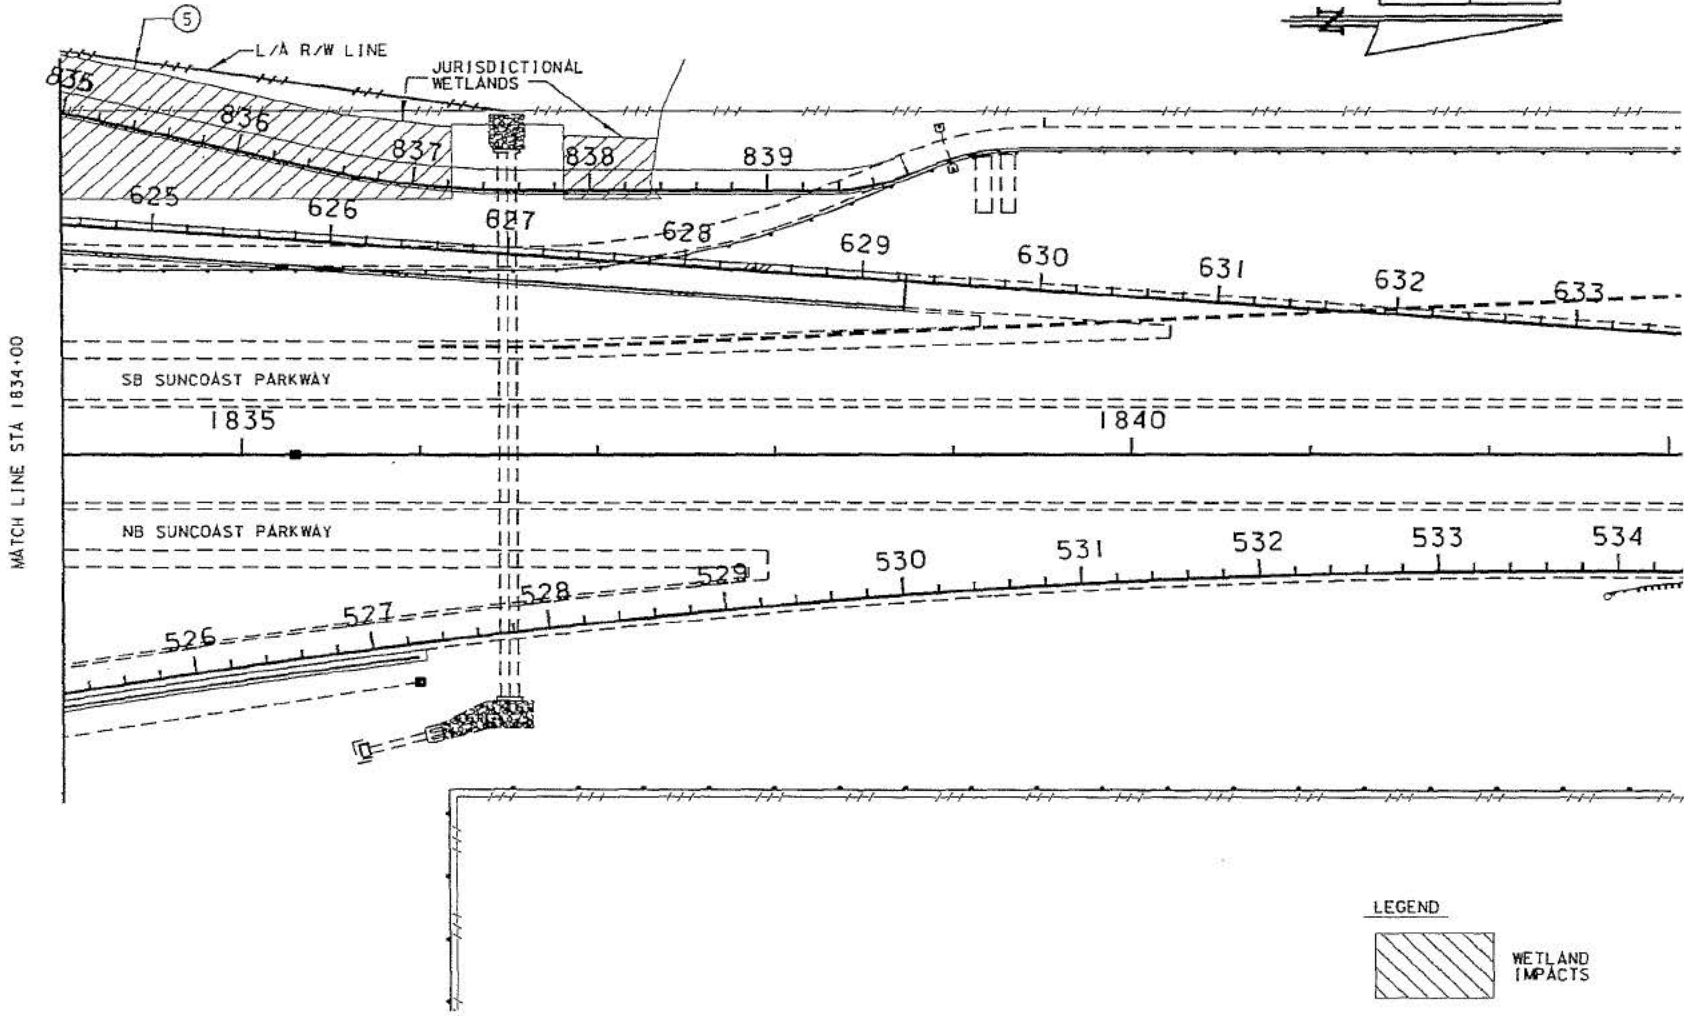 N
5
L/A R/W LINE
JURISDICTIONAL
WETLANDS
835
836
837
838
839
625
626
627
628
629
630
631
632
633
MATCH LINE STA 1834+00
SB SUNCOAST PARKWAY
1835
1840
NB SUNCOAST PARKWAY
526
527
528
529
530
531
532
533
534
LEGEND
WETLAND
IMPACTS